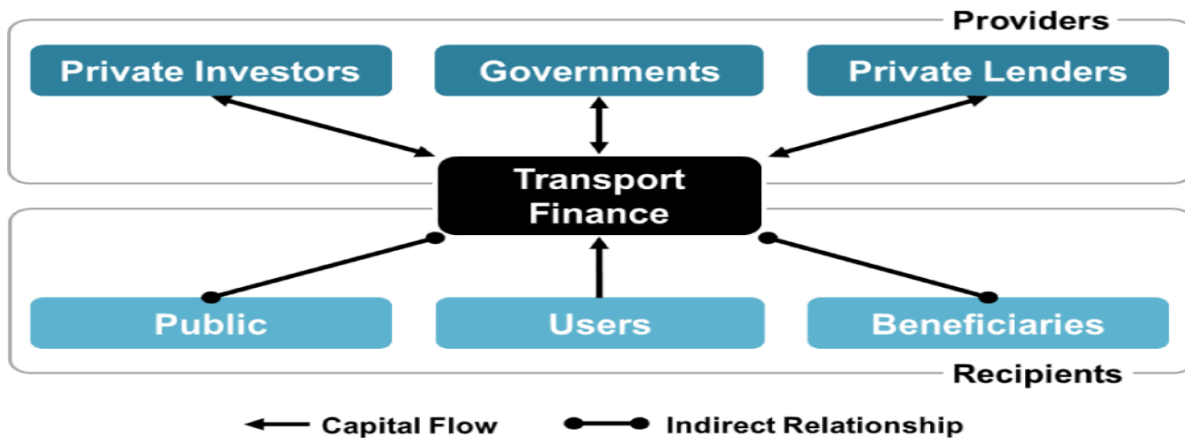 Providers
Private Investors
Governments
Private Lenders
Transport
Finance
Public
Users
Beneficiaries
Recipients
Capital Flow
Indirect Relationship